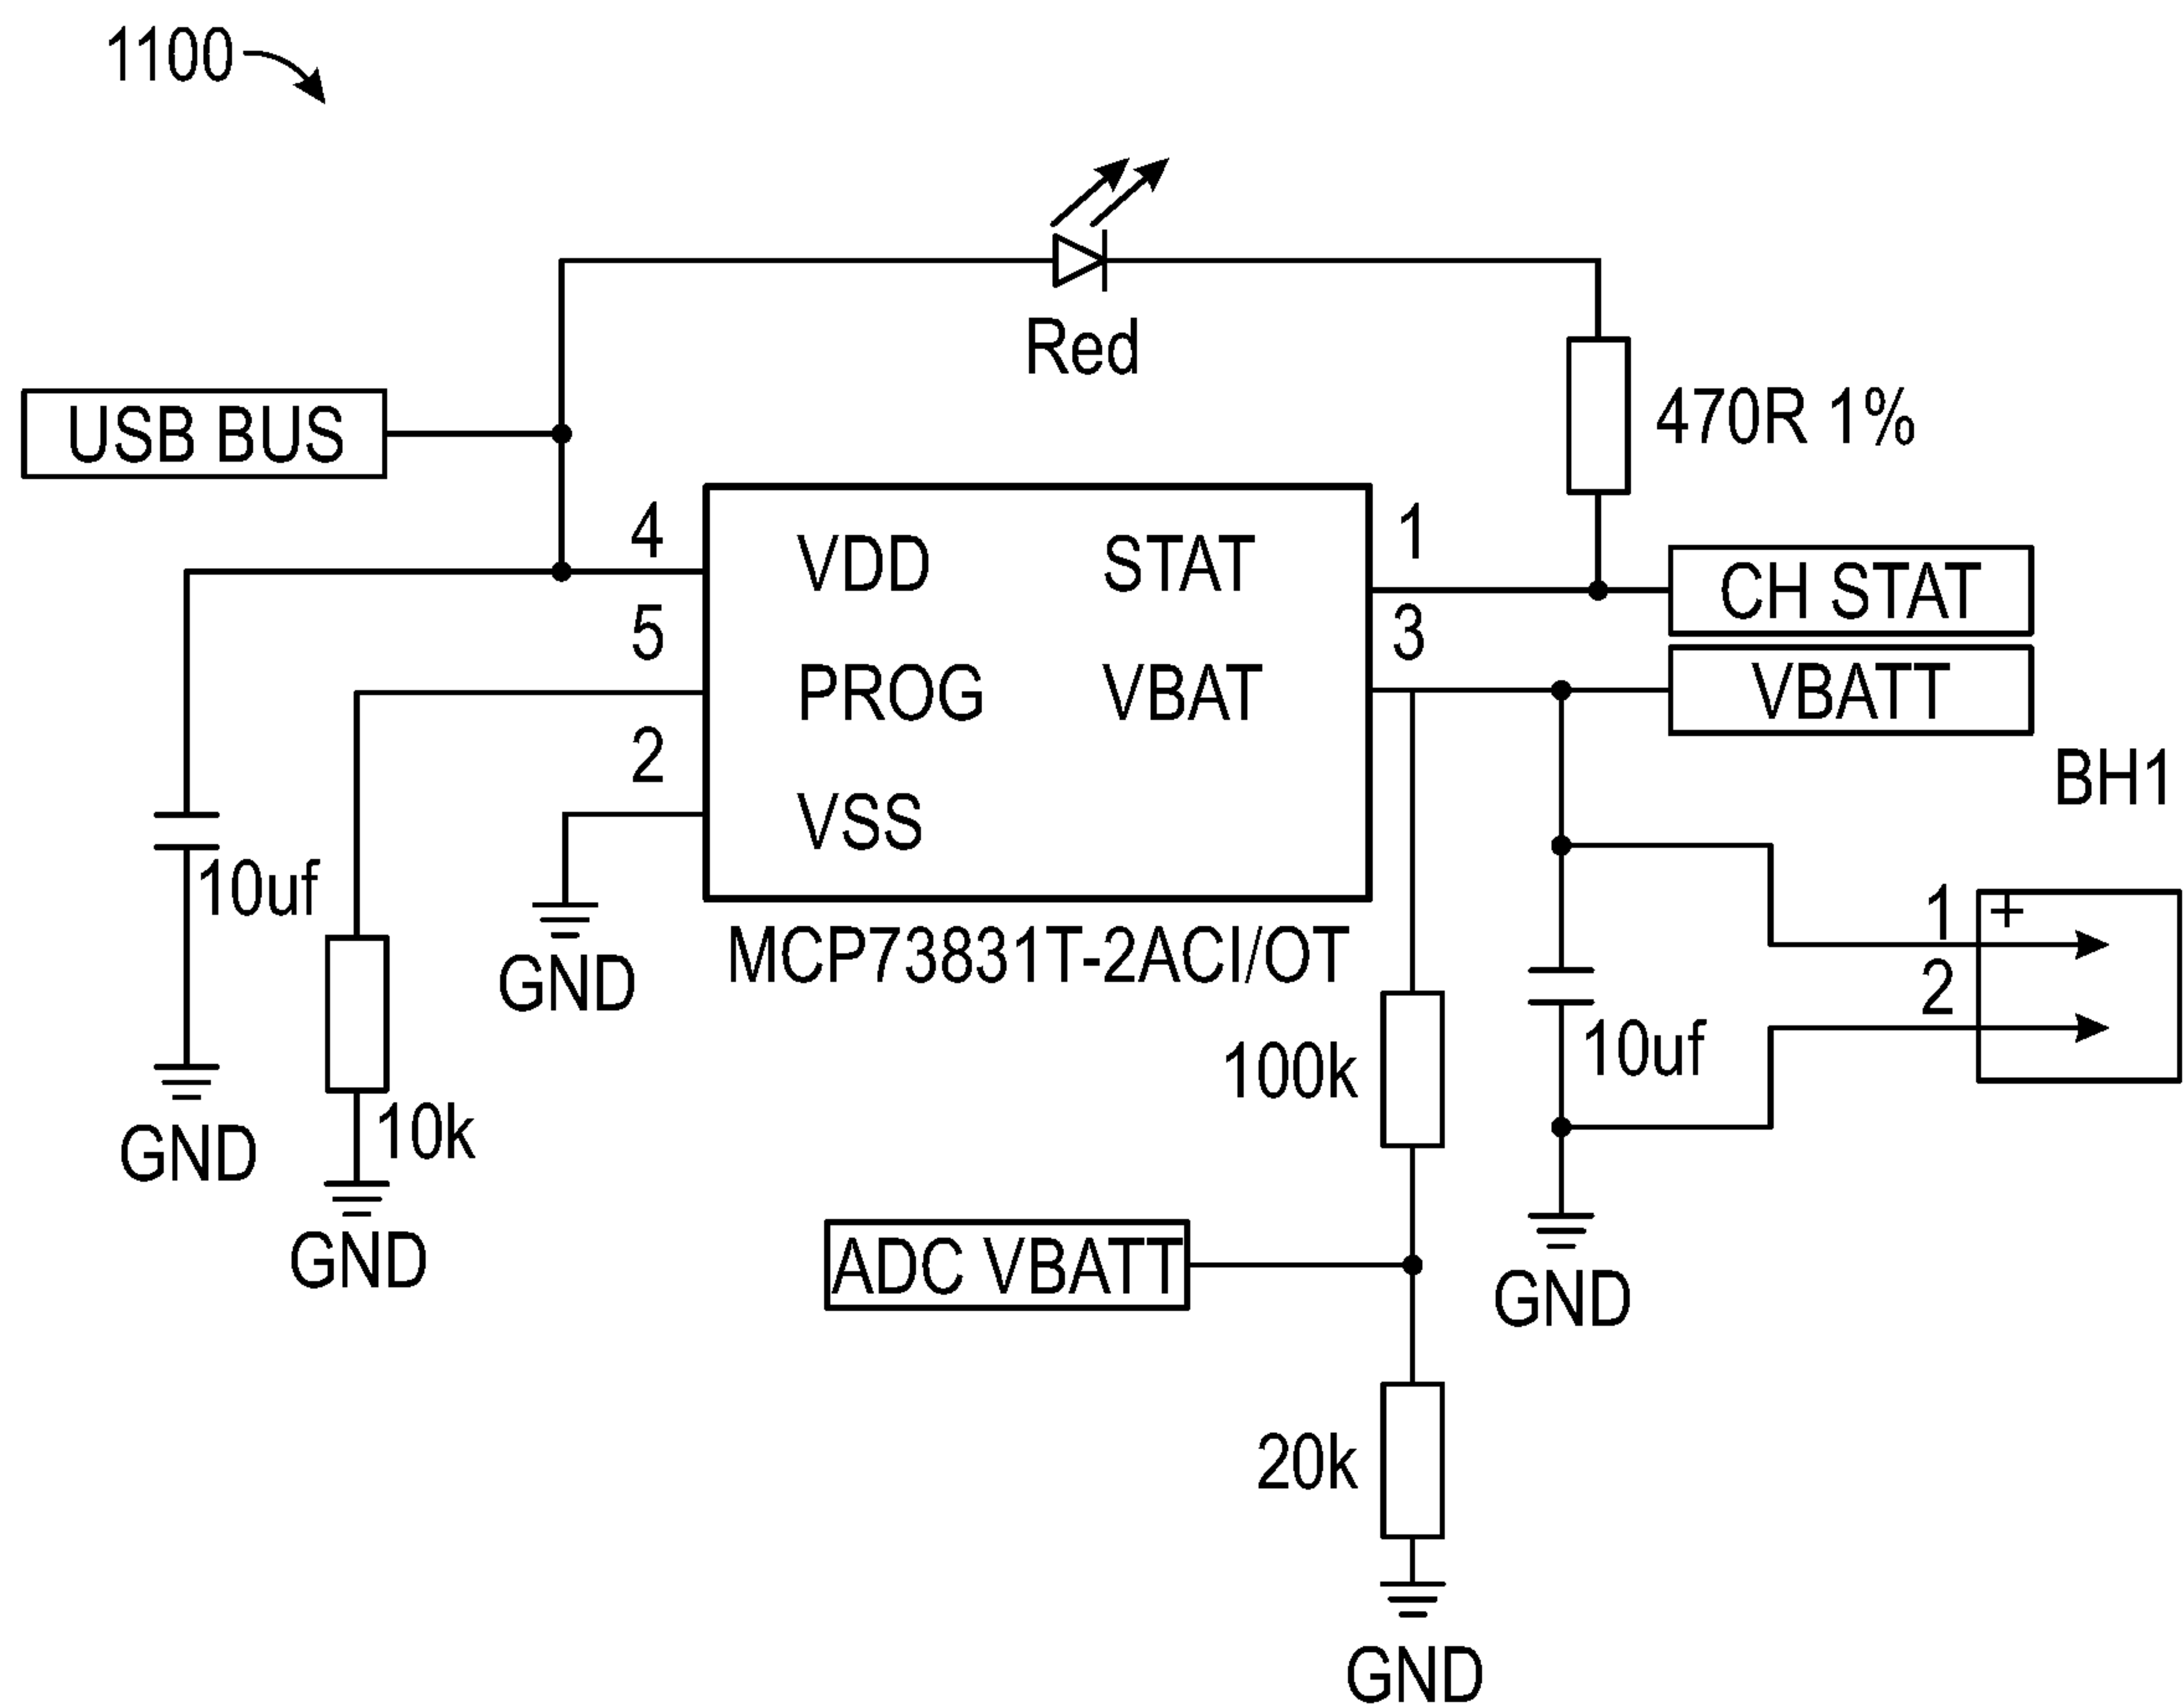 1100
Red
USB BUS
470R 1%
4
VDD
STAT
1
CH STAT
5
PROG
VBAT
3
VBATT
2
VSS
BH1
10uf
GND
MCP73831T-2ACI/OT
1
+
2
100k
10uf
10k
GND
GND
ADC VBATT
GND
20k
GND